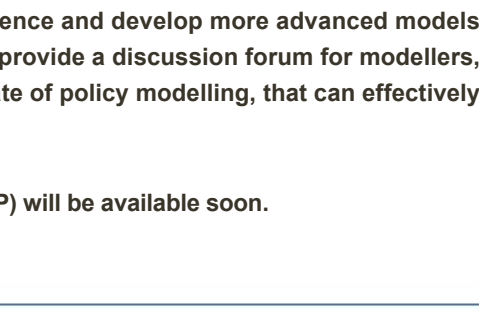 ence and develop more advanced models
provide a discussion forum for modellers,
ate of policy modelling, that can effectively
P) will be available soon.